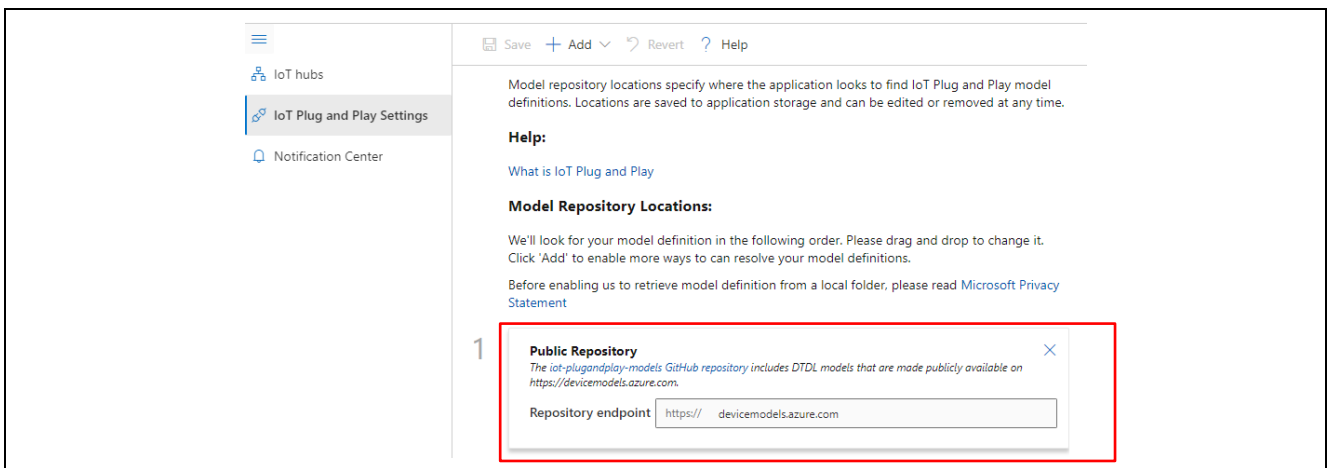 Save Add Revert ? Help
IoT hubs
IoT Plug and Play Settings
Notification Center
Model repository locations specify where the application looks to find IoT Plug and Play model
definitions. Locations are saved to application storage and can be edited or removed at any time.
Help:
What is IoT Plug and Play
Model Repository Locations:
We'll look for your model definition in the following order. Please drag and drop to change it.
Click 'Add' to enable more ways to can resolve your model definitions.
Before enabling us to retrieve model definition from a local folder, please read Microsoft Privacy
Statement
1
Public Repository
The iot-plugandplay-models GitHub repository includes DTDL models that are made publicly available on
https://devicemodels.azure.com.
Repository endpoint https:// devicemodels.azure.com